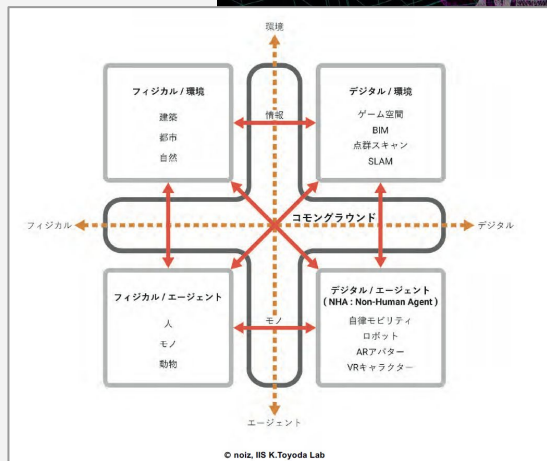 環境
フィジカル / 環境
建築
都市
自然
情報
デジタル / 環境
ゲーム空間
BIM
点群スキャン
SLAM
フィジカル
コモングラウンド
デジタル
フィジカル / エージェント
人
モノ
動物
モノ
デジタル / エージェント
( NHA : Non-Human Agent )
自律モビリティ
ロボット
ARアバター
VRキャラクター
エージェント
© noiz, IIS K.Toyoda Lab